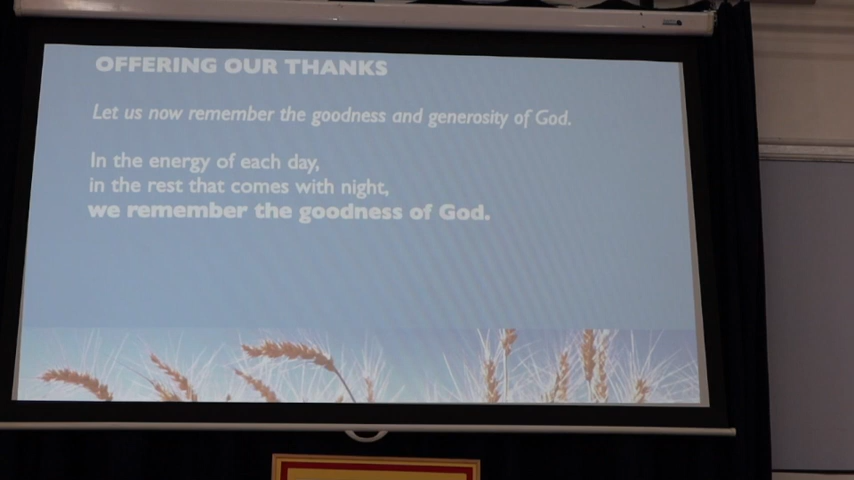 OFFERING OUR THANKS
Let us now remember the goodness and generosity of God.
In the energy of each day,
in the rest that comes with night,
we remember the goodness of God.